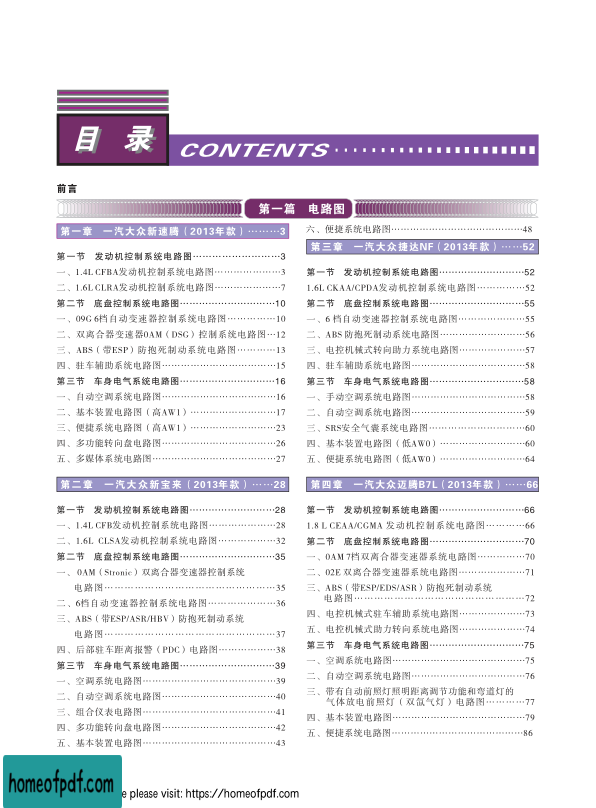 目 录
CONTENTS
前言
第一篇 电路图
第一章 一汽大众新速腾（2013年款）………3
第一节 发动机控制系统电路图………………………3
一、1.4L CFBA发动机控制系统电路图…………………3
二、1.6L CLRA发动机控制系统电路图…………………7
第二节 底盘控制系统电路图…………………………10
一、09G 6档自动变速器控制系统电路图……………10
二、双离合器变速器0AM（DSG）控制系统电路图…12
三、ABS（带ESP）防抱死制动系统电路图…………13
四、驻车辅助系统电路图………………………………15
第三节 车身电气系统电路图…………………………16
一、自动空调系统电路图………………………………16
二、基本装置电路图（高AW1）………………………17
三、便捷系统电路图（高AW1）………………………23
四、多功能转向盘电路图………………………………26
五、多媒体系统电路图…………………………………27
第二章 一汽大众新宝来（2013年款）……28
第一节 发动机控制系统电路图………………………28
一、1.4L CFB发动机控制系统电路图…………………28
二、1.6L CLSA发动机控制系统电路图………………32
第二节 底盘控制系统电路图…………………………35
一、 0AM（Stronic）双离合器变速器控制系统
电路图………………………………………………35
二、6档自动变速器控制系统电路图…………………36
三、ABS（带ESP/ASR/HBV）防抱死制动系统
电路图………………………………………………37
四、后部驻车距离报警（PDC）电路图………………38
第三节 车身电气系统电路图…………………………39
一、空调系统电路图……………………………………39
二、自动空调系统电路图………………………………40
三、组合仪表电路图……………………………………41
四、多功能转向盘电路图………………………………42
五、基本装置电路图……………………………………43
六、便捷系统电路图……………………………………48
第三章 一汽大众捷达NF（2013年款）……52
第一节 发动机控制系统电路图………………………52
1.6L CKAA/CPDA发动机控制系统电路图……………52
第二节 底盘控制系统电路图…………………………55
一、6 档自动变速器控制系统电路图…………………55
二、ABS 防抱死制动系统电路图………………………56
三、电控机械式转向助力系统电路图…………………57
四、驻车辅助系统电路图………………………………58
第三节 车身电气系统电路图…………………………58
一、手动空调系统电路图………………………………58
二、自动空调系统电路图………………………………59
三、SRS安全气囊系统电路图…………………………60
四、基本装置电路图（低AW0）………………………60
五、便捷系统电路图（低AW0）………………………64
第四章 一汽大众迈腾B7L（2013年款）……66
第一节 发动机控制系统电路图………………………66
1.8 L CEAA/CGMA 发动机控制系统电路图…………66
第二节 底盘控制系统电路图…………………………70
一、0AM 7档双离合器变速器系统电路图……………70
二、02E 双离合器变速器系统电路图…………………71
三、ABS（带ESP/EDS/ASR）防抱死制动系统
电路图………………………………………………72
四、电控机械式驻车辅助系统电路图…………………73
五、电控机械式助力转向系统电路图…………………74
第三节 车身电气系统电路图…………………………75
一、空调系统电路图……………………………………75
二、自动空调系统电路图………………………………76
三、带有自动前照灯照明距离调节功能和弯道灯的
气体放电前照灯（双氙气灯）电路图…………77
四、基本装置电路图……………………………………79
五、便捷系统电路图……………………………………86
homeofpdf.com
e please visit: https://homeofpdf.com